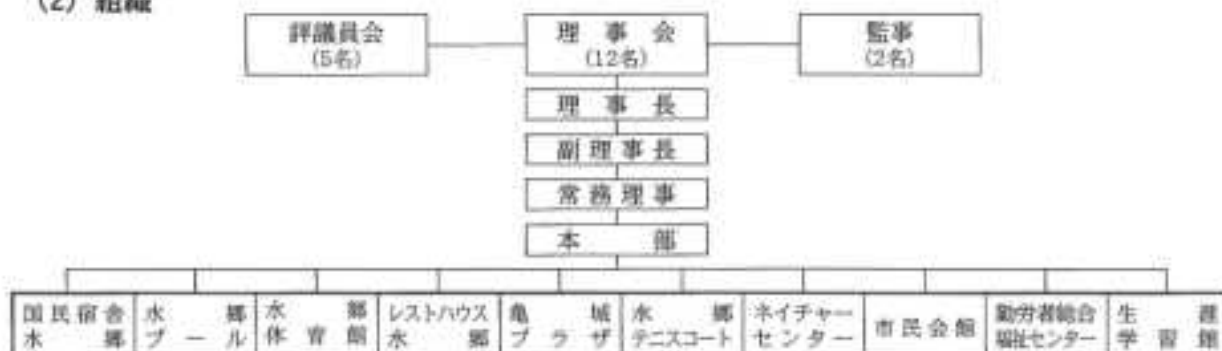 （2）組織
評議員会 理事会 監事
(5名) (12名) (2名)
理事長
副理事長
常務理事
本部
国民宿舎 水郷 水郷 レストハウス 亀城 水郷 ネイチャー 市民会館 勤労者総合 生涯
水郷 プール 体育館 水郷 プラザ テニスコート センター 福祉センター 学習館